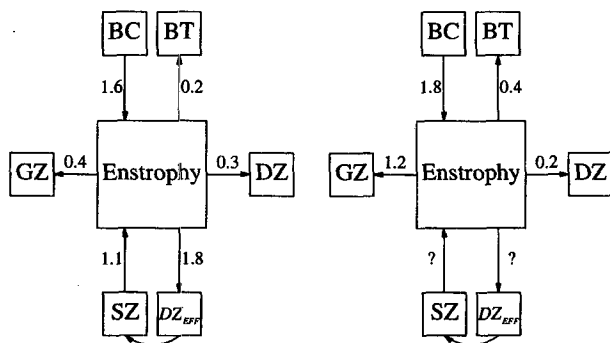 BC BT BC BT
1.6 0.2 1.8 0.4
GZ 0.4 Enstrophy 0.3 DZ GZ 1.2 Enstrophy 0.2 DZ
1.1 1.8 ? ?
SZ DZ_EFF SZ DZ_EFF